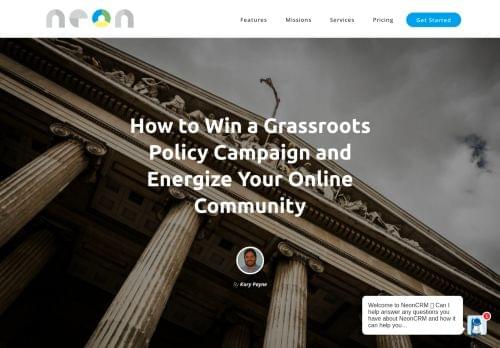 neon
Features Missions Services Pricing Get Started
How to Win a Grassroots
Policy Campaign and
Energize Your Online
Community
By Kory Payne
Welcome to NeonCRM 👋 Can I
help answer any questions you
have about NeonCRM and how it
can help you...
1